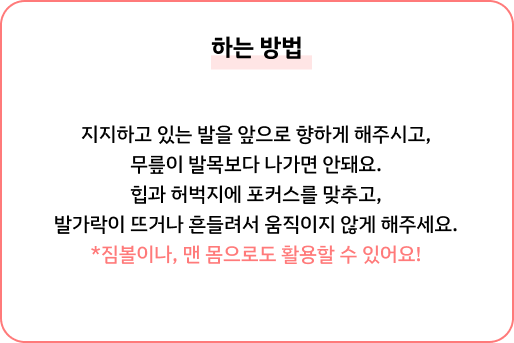 하는 방법
지지하고 있는 발을 앞으로 향하게 해주시고,
무릎이 발목보다 나가면 안돼요.
힙과 허벅지에 포커스를 맞추고,
발가락이 뜨거나 흔들려서 움직이지 않게 해주세요.
*짐볼이나, 맨 몸으로도 활용할 수 있어요!